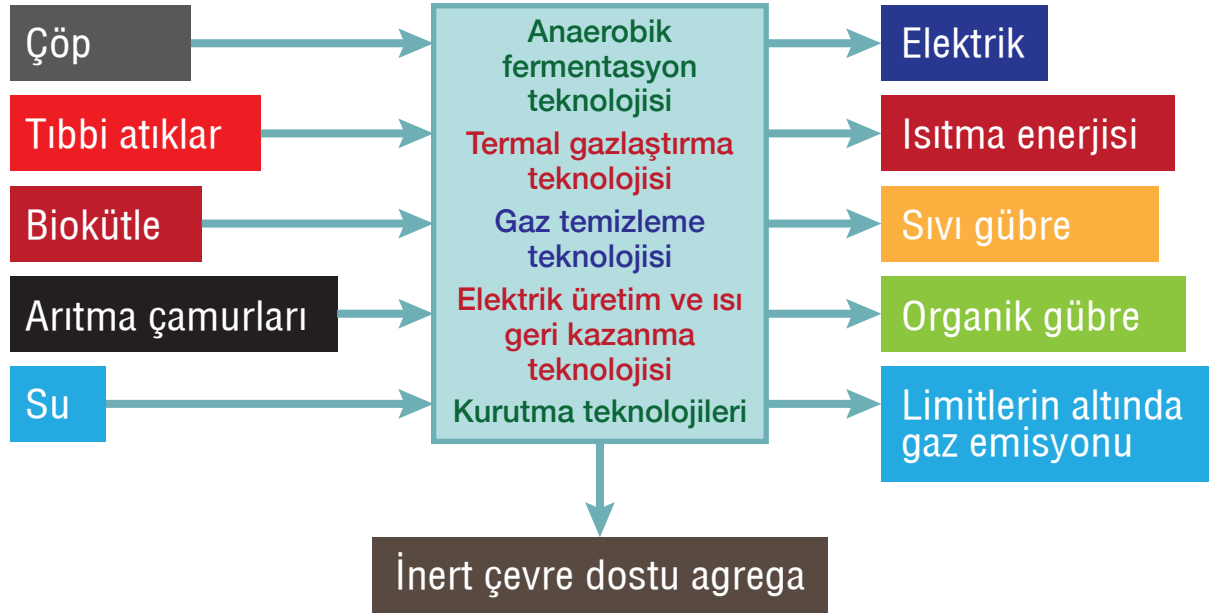 Çöp
Tıbbi atıklar
Biokütle
Arıtma çamurları
Su
Anaerobik
fermentasyon
teknolojisi
Termal gazlaştırma
teknolojisi
Gaz temizleme
teknolojisi
Elektrik üretim ve ısı
geri kazanma
teknolojisi
Kurutma teknolojileri
Elektrik
Isıtma enerjisi
Sıvı gübre
Organik gübre
Limitlerin altında
gaz emisyonu
İnert çevre dostu agrega